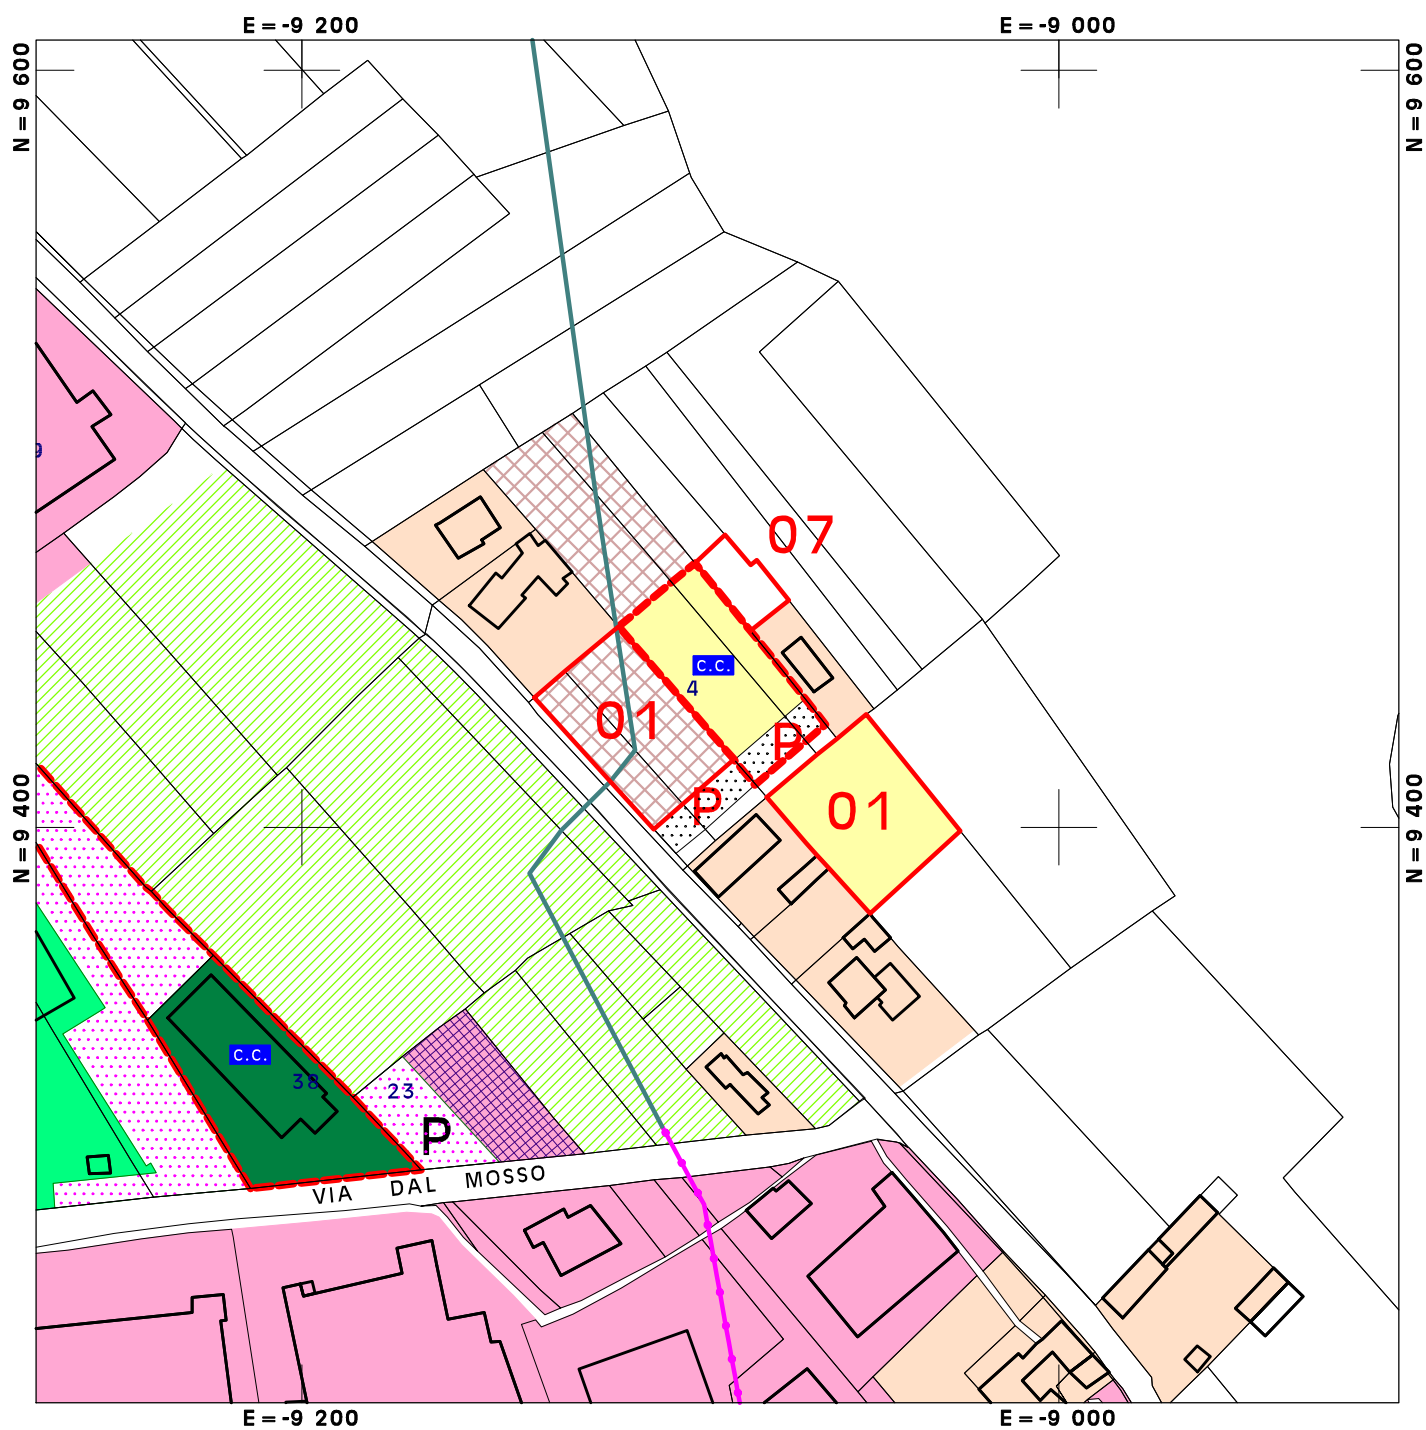 E = -9 200
E = -9 000
N = 9 600
N = 9 600
9
07
C.C.
4
01
P
P
01
N = 9 400
N = 9 400
C.C.
38
23
P
VIA DAL MOSSO
E = -9 200
E = -9 000